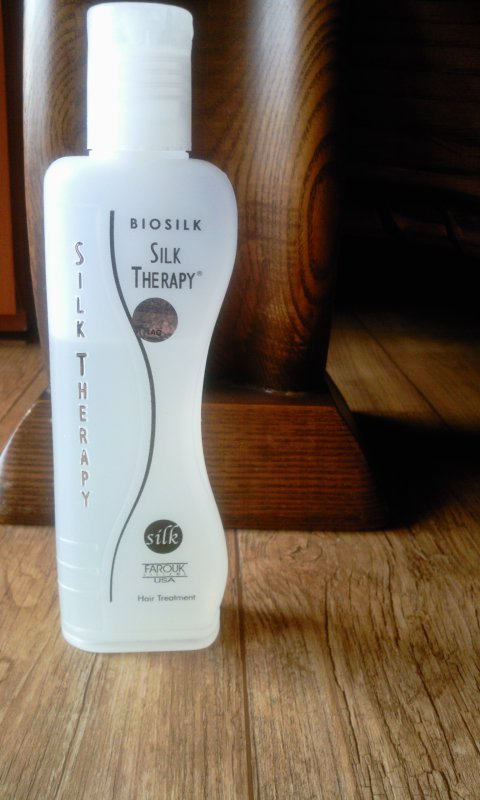 BIOSILK
SILK
THERAPY®
SILK THERAPY
silk
FAROUK
USA
Hair Treatment